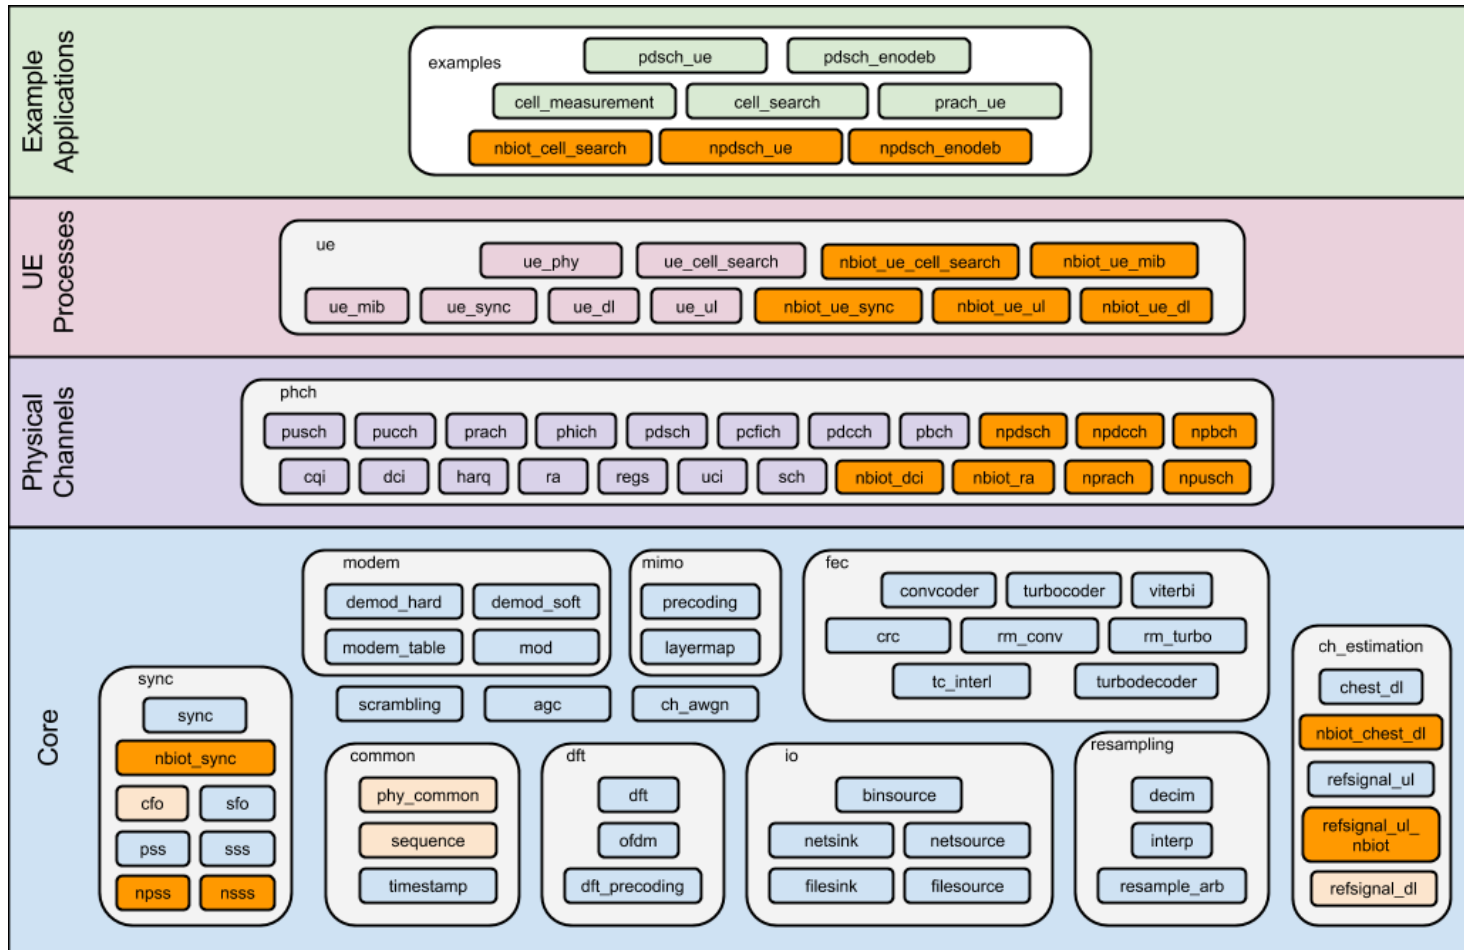 Example
Applications
examples
pdsch_ue
pdsch_enodeb
cell_measurement
cell_search
prach_ue
nbiot_cell_search
npdsch_ue
npdsch_enodeb
UE
Processes
ue
ue_phy
ue_cell_search
nbiot_ue_cell_search
nbiot_ue_mib
ue_mib
ue_sync
ue_dl
ue_ul
nbiot_ue_sync
nbiot_ue_ul
nbiot_ue_dl
Physical
Channels
phch
pusch
pucch
prach
phich
pdsch
pcfich
pdcch
pbch
npdsch
npdcch
npbch
cqi
dci
harq
ra
regs
uci
sch
nbiot_dci
nbiot_ra
nprach
npusch
Core
sync
sync
nbiot_sync
cfo
sfo
pss
sss
npss
nsss
modem
demod_hard
demod_soft
modem_table
mod
mimo
precoding
layermap
scrambling
agc
ch_awgn
fec
convcoder
turbocoder
viterbi
crc
rm_conv
rm_turbo
tc_interl
turbodecoder
common
phy_common
sequence
timestamp
dft
dft
ofdm
dft_precoding
io
binsource
netsink
netsource
filesink
filesource
resampling
decim
interp
resample_arb
ch_estimation
chest_dl
nbiot_chest_dl
refsignal_ul
refsignal_ul_
nbiot
refsignal_dl